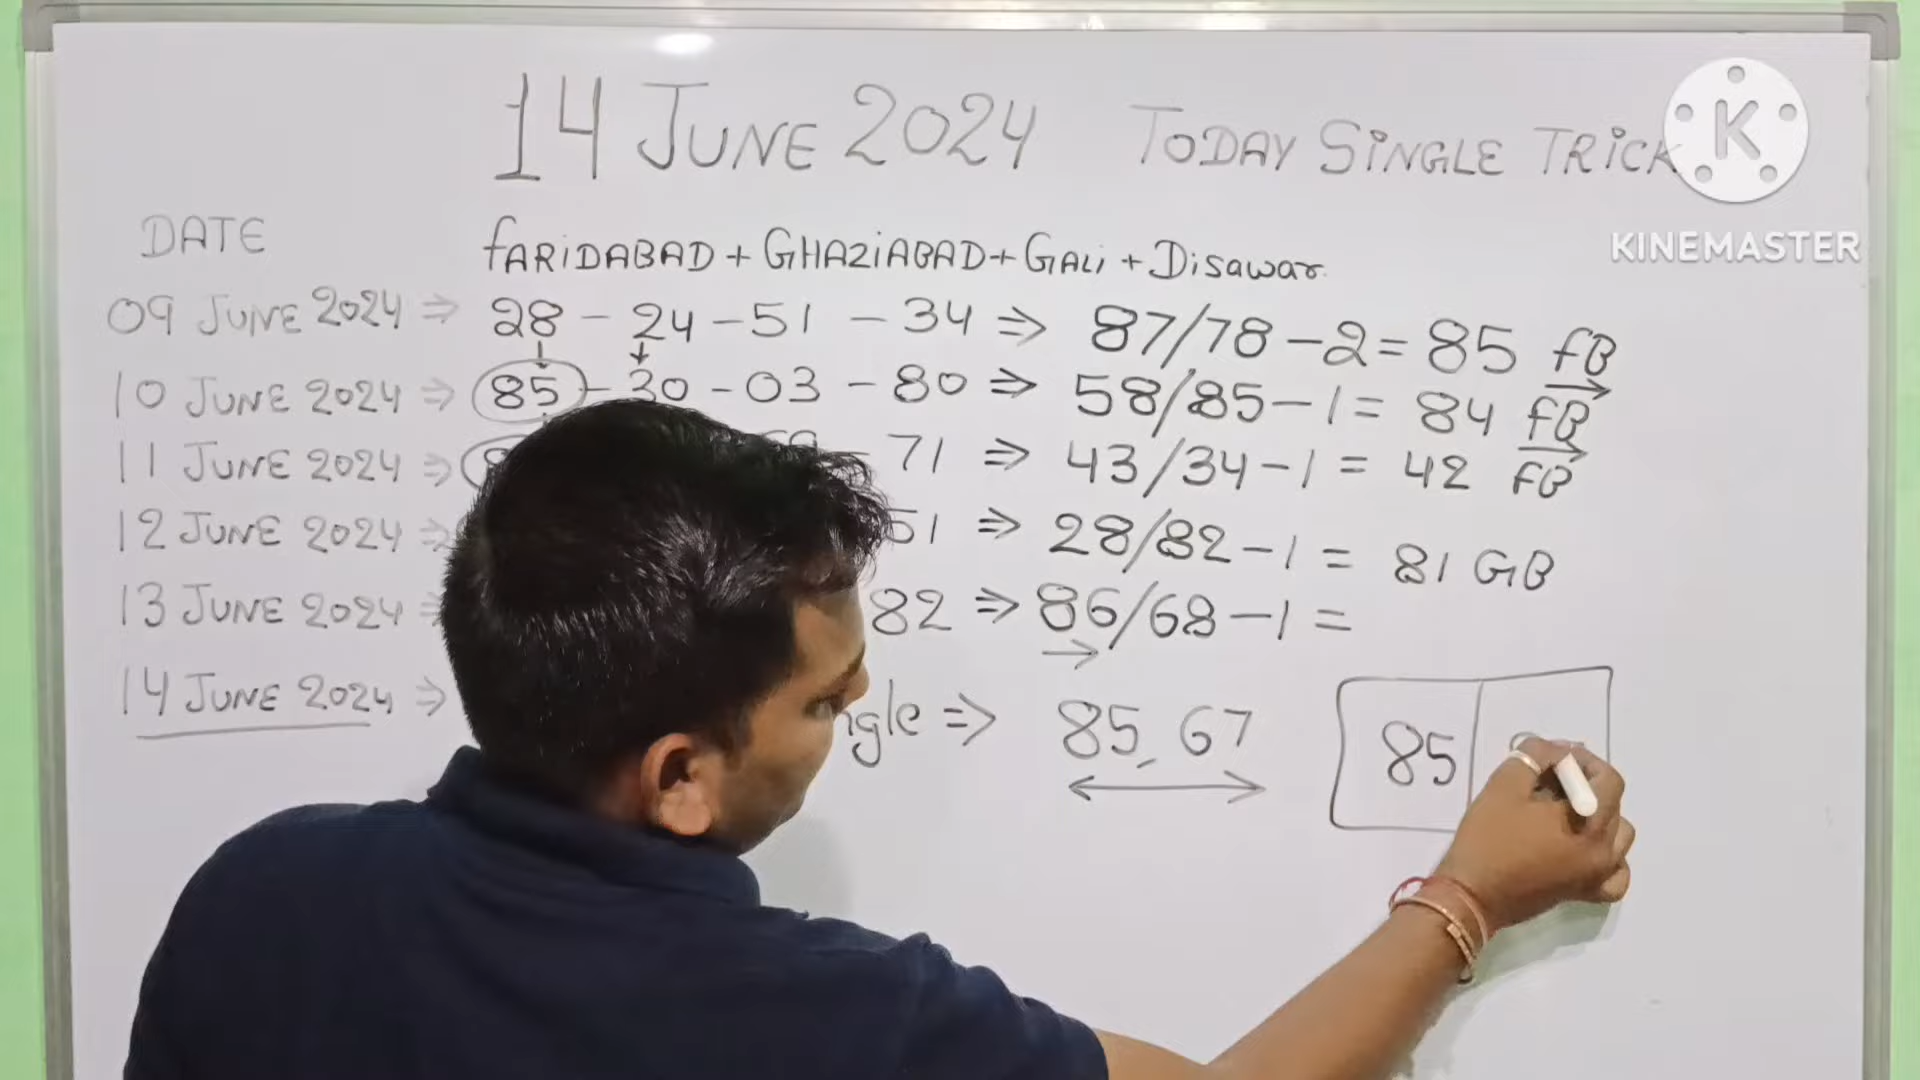 14 JUNE 2024 TODAY SINGLE TRICK
K
KINEMASTER
DATE FARIDABAD + GHAZIABAD + GALI + DISAWAR
09 JUNE 2024 ⇒ 28 - 24 - 51 - 34 ⇒ 87/78 - 2 = 85 FB
10 JUNE 2024 ⇒ 85 - 30 - 03 - 80 ⇒ 58/85 - 1 = 84 FB
11 JUNE 2024 ⇒ - 71 ⇒ 43/34 - 1 = 42 FB
12 JUNE 2024 ⇒ 51 ⇒ 28/82 - 1 = 81 GB
13 JUNE 2024 ⇒ 82 ⇒ 86/68 - 1 =
14 JUNE 2024 ⇒ ngle ⇒ 85, 67 85